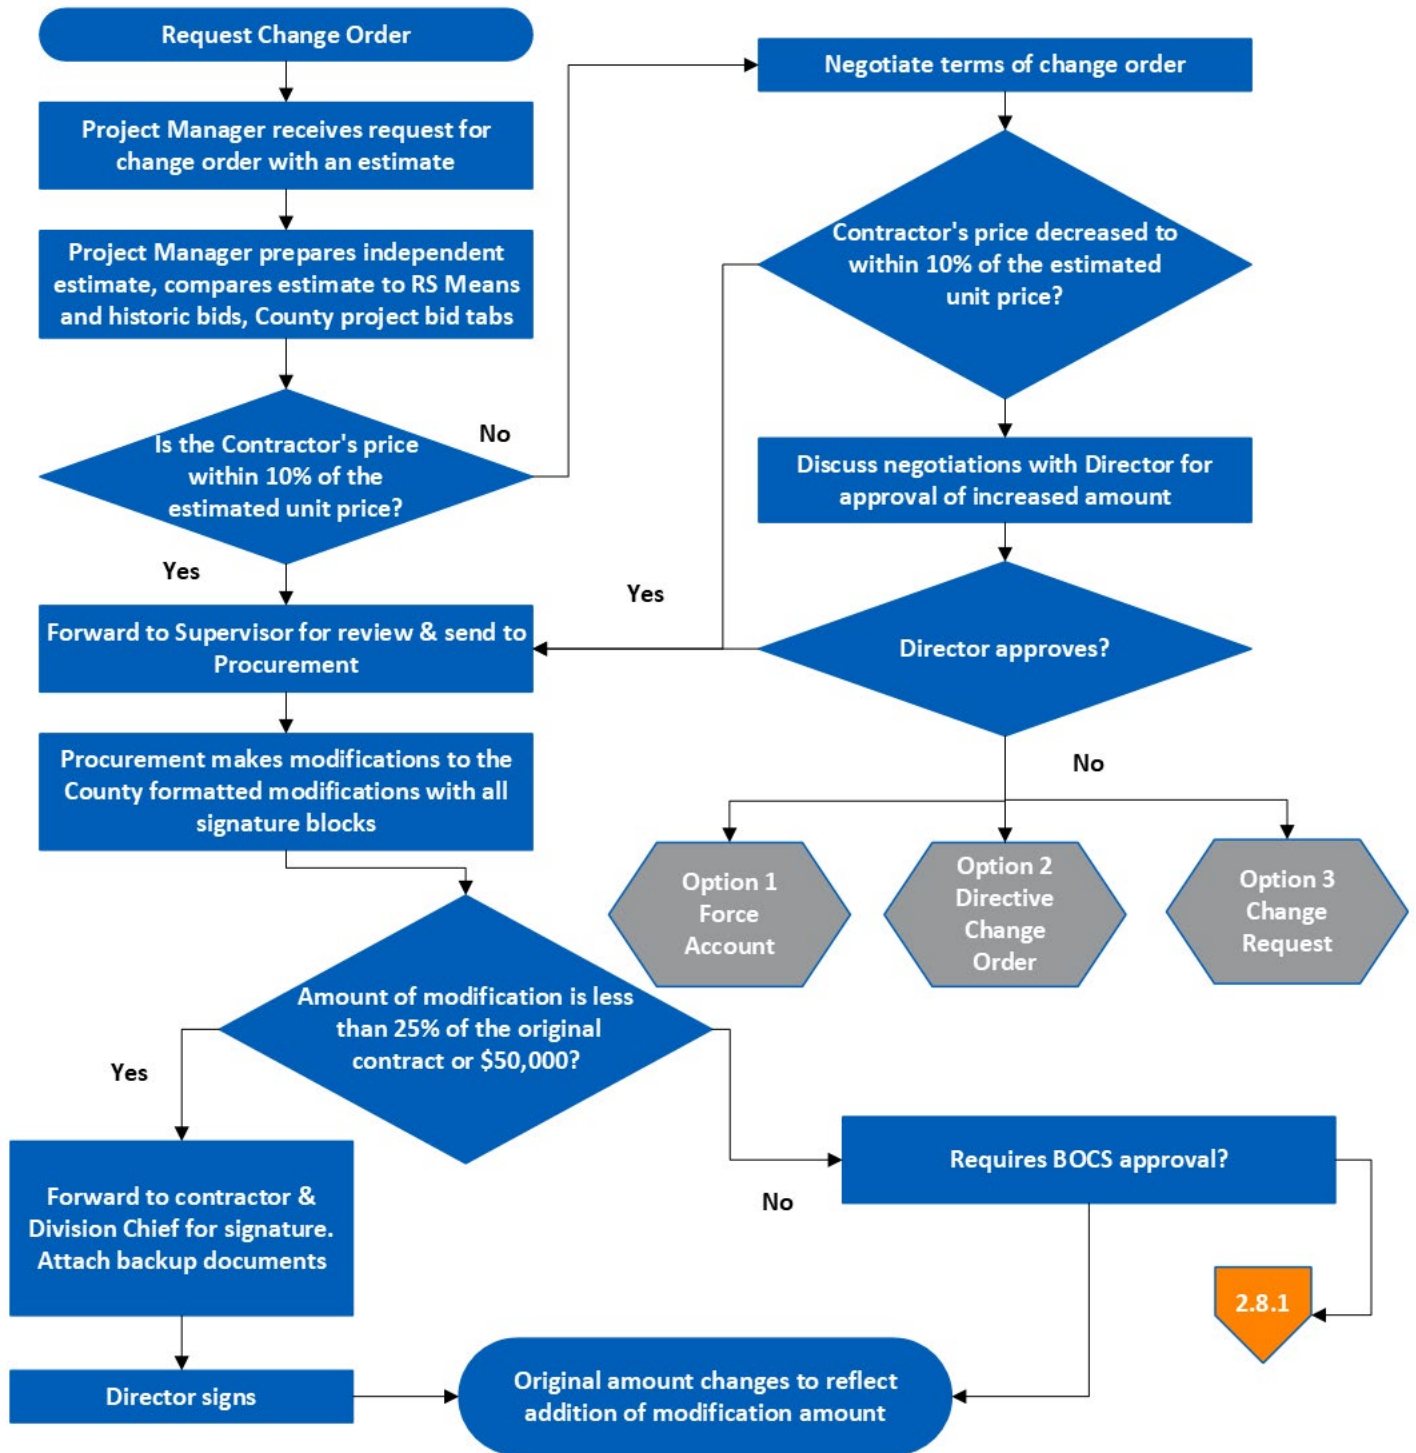 Request Change Order
Project Manager receives request for
change order with an estimate
Project Manager prepares independent
estimate, compares estimate to RS Means
and historic bids, County project bid tabs
Is the Contractor's price
within 10% of the
estimated unit price?
No
Yes
Negotiate terms of change order
Contractor's price decreased to
within 10% of the estimated
unit price?
Discuss negotiations with Director for
approval of increased amount
Yes
Director approves?
No
Option 1
Force
Account
Option 2
Directive
Change
Order
Option 3
Change
Request
Forward to Supervisor for review & send to
Procurement
Procurement makes modifications to the
County formatted modifications with all
signature blocks
Amount of modification is less
than 25% of the original
contract or $50,000?
Yes
No
Forward to contractor &
Division Chief for signature.
Attach backup documents
Director signs
Requires BOCS approval?
2.8.1
Original amount changes to reflect
addition of modification amount